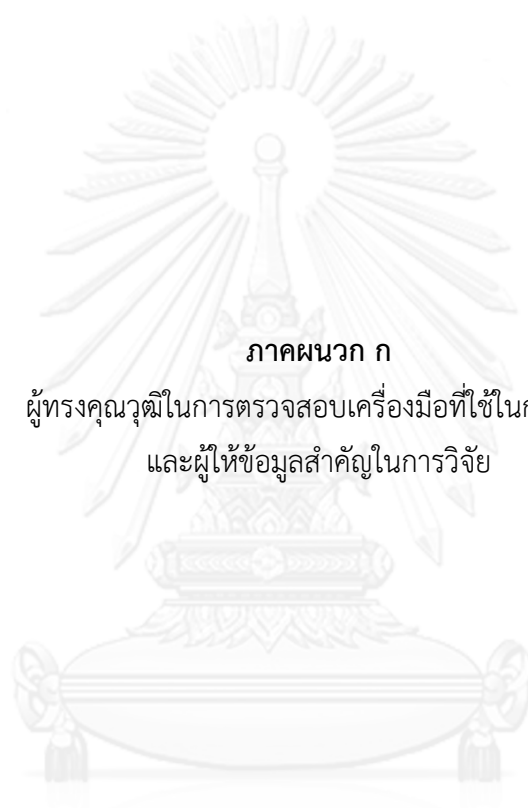 ภาคผนวก ก
ผู้ทรงคุณวุฒิในการตรวจสอบเครื่องมือที่ใช้ใน
และผู้ให้ข้อมูลสำคัญในการวิจัย